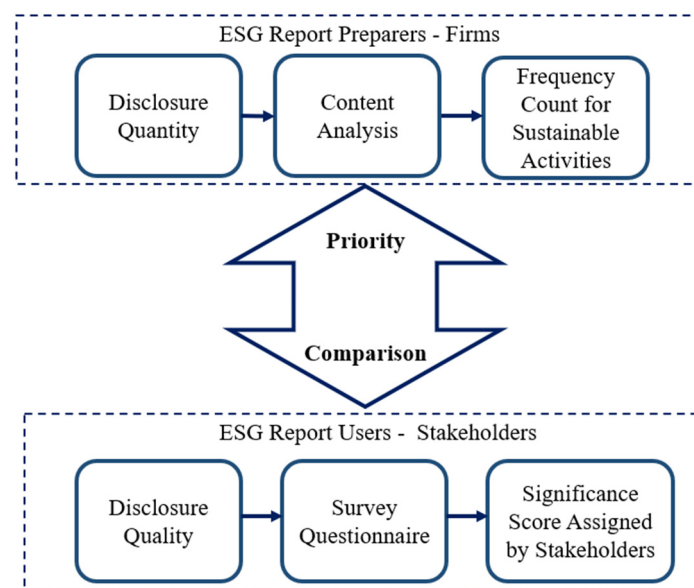 ESG Report Preparers - Firms
Disclosure
Quantity
Content
Analysis
Frequency
Count for
Sustainable
Activities
Priority
Comparison
ESG Report Users - Stakeholders
Disclosure
Quality
Survey
Questionnaire
Significance
Score Assigned
by Stakeholders